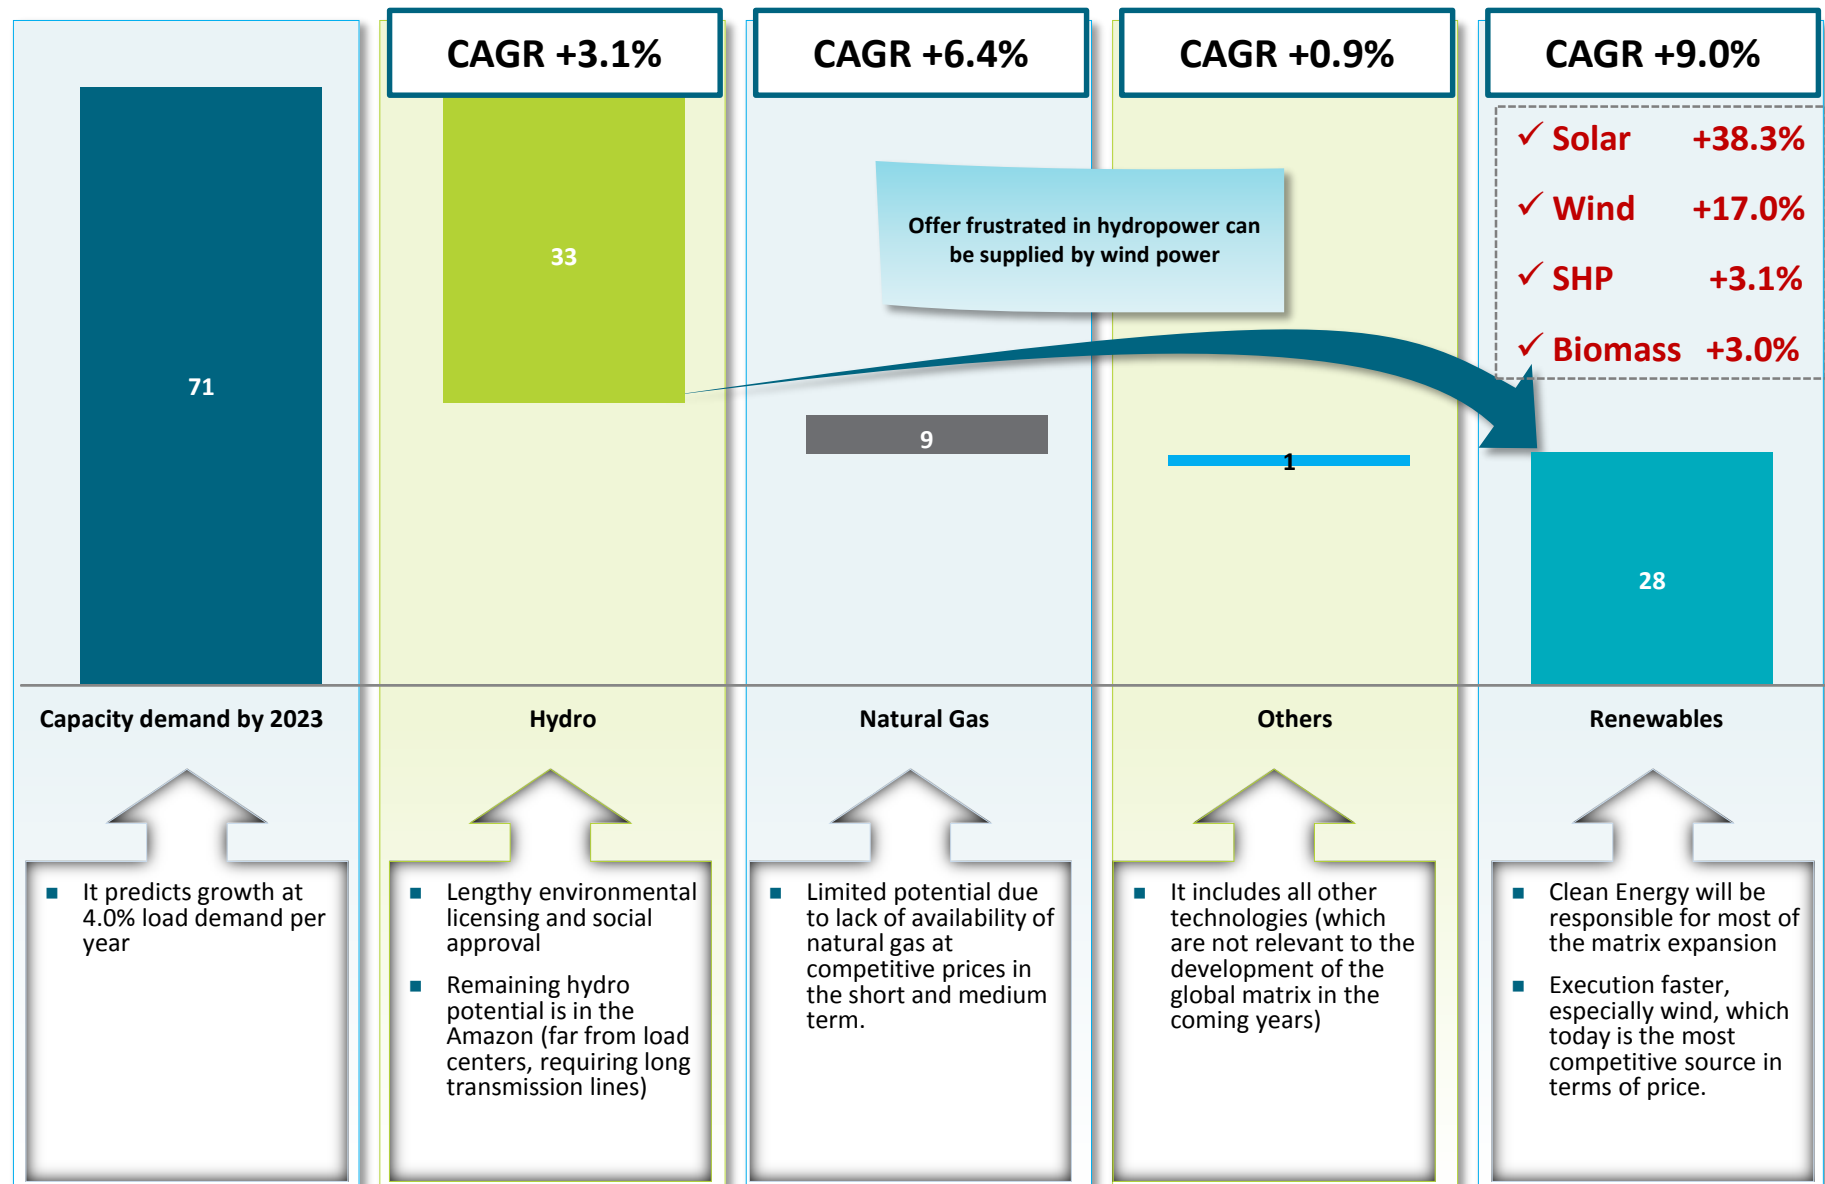 CAGR +3.1%
CAGR +6.4%
CAGR +0.9%
CAGR +9.0%
✓ Solar +38.3%
✓ Wind +17.0%
✓ SHP +3.1%
✓ Biomass +3.0%
Offer frustrated in hydropower can
be supplied by wind power
71
33
9
1
28
Capacity demand by 2023
Hydro
Natural Gas
Others
Renewables
■ It predicts growth at
4.0% load demand per
year
■ Lengthy environmental
licensing and social
approval
■ Remaining hydro
potential is in the
Amazon (far from load
centers, requiring long
transmission lines)
■ Limited potential due
to lack of availability of
natural gas at
competitive prices in
the short and medium
term.
■ It includes all other
technologies (which
are not relevant to the
development of the
global matrix in the
coming years)
■ Clean Energy will be
responsible for most of
the matrix expansion
■ Execution faster,
especially wind, which
today is the most
competitive source in
terms of price.